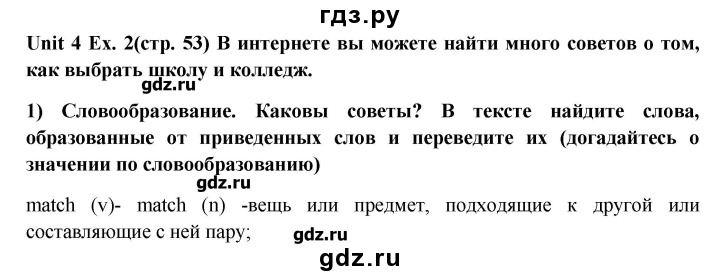 гдз.ру
Unit 4 Ex. 2(стр. 53) В интернете вы можете найти много советов о том,
как выбрать школу и колледж.
gdz.ru
1) Словообразование. Каковы советы? В тексте найдите слова,
образованные от приведенных слов и переведите их (догадайтесь о
значении по словообразованию)
gdz.ru
match (v)- match (n) -вещь или предмет, подходящие к другой или
составляющие с ней пару;
gdz.ru